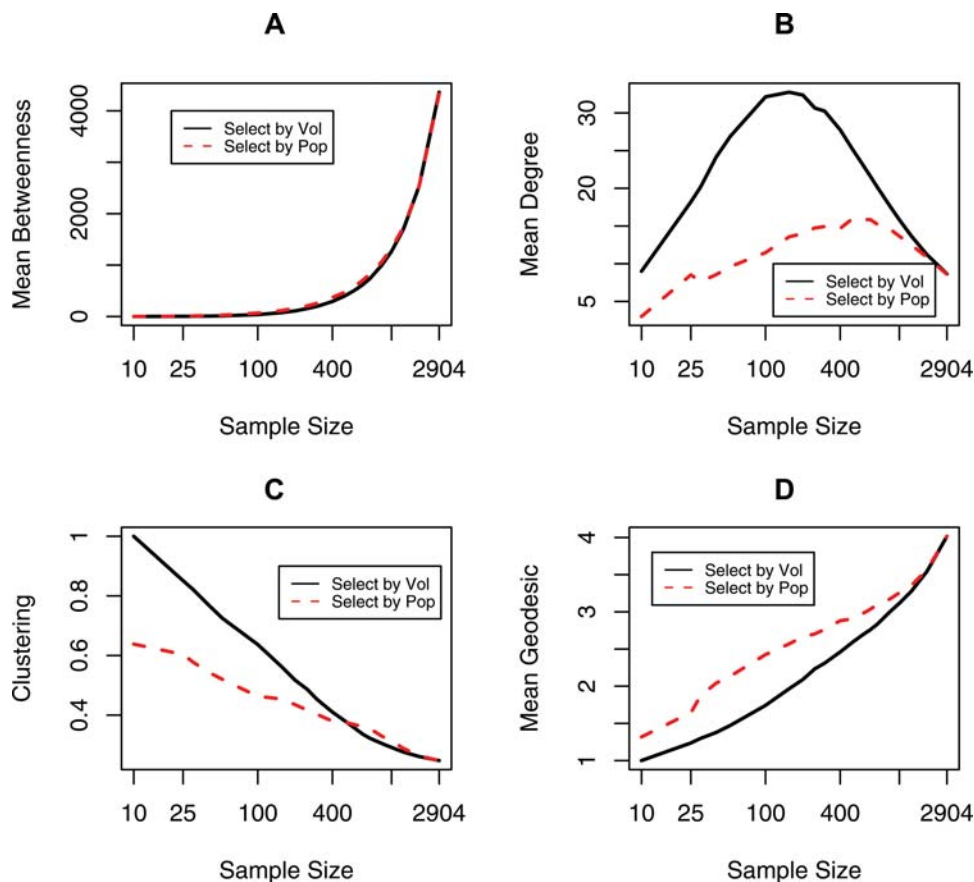 A
Mean Betweenness
4000
2000
0
Select by Vol
Select by Pop
10 25 100 400 2904
Sample Size
B
Mean Degree
30
20
5
Select by Vol
Select by Pop
10 25 100 400 2904
Sample Size
C
Clustering
1
0.8
0.6
0.4
Select by Vol
Select by Pop
10 25 100 400 2904
Sample Size
D
Mean Geodesic
4
3
2
1
Select by Vol
Select by Pop
10 25 100 400 2904
Sample Size